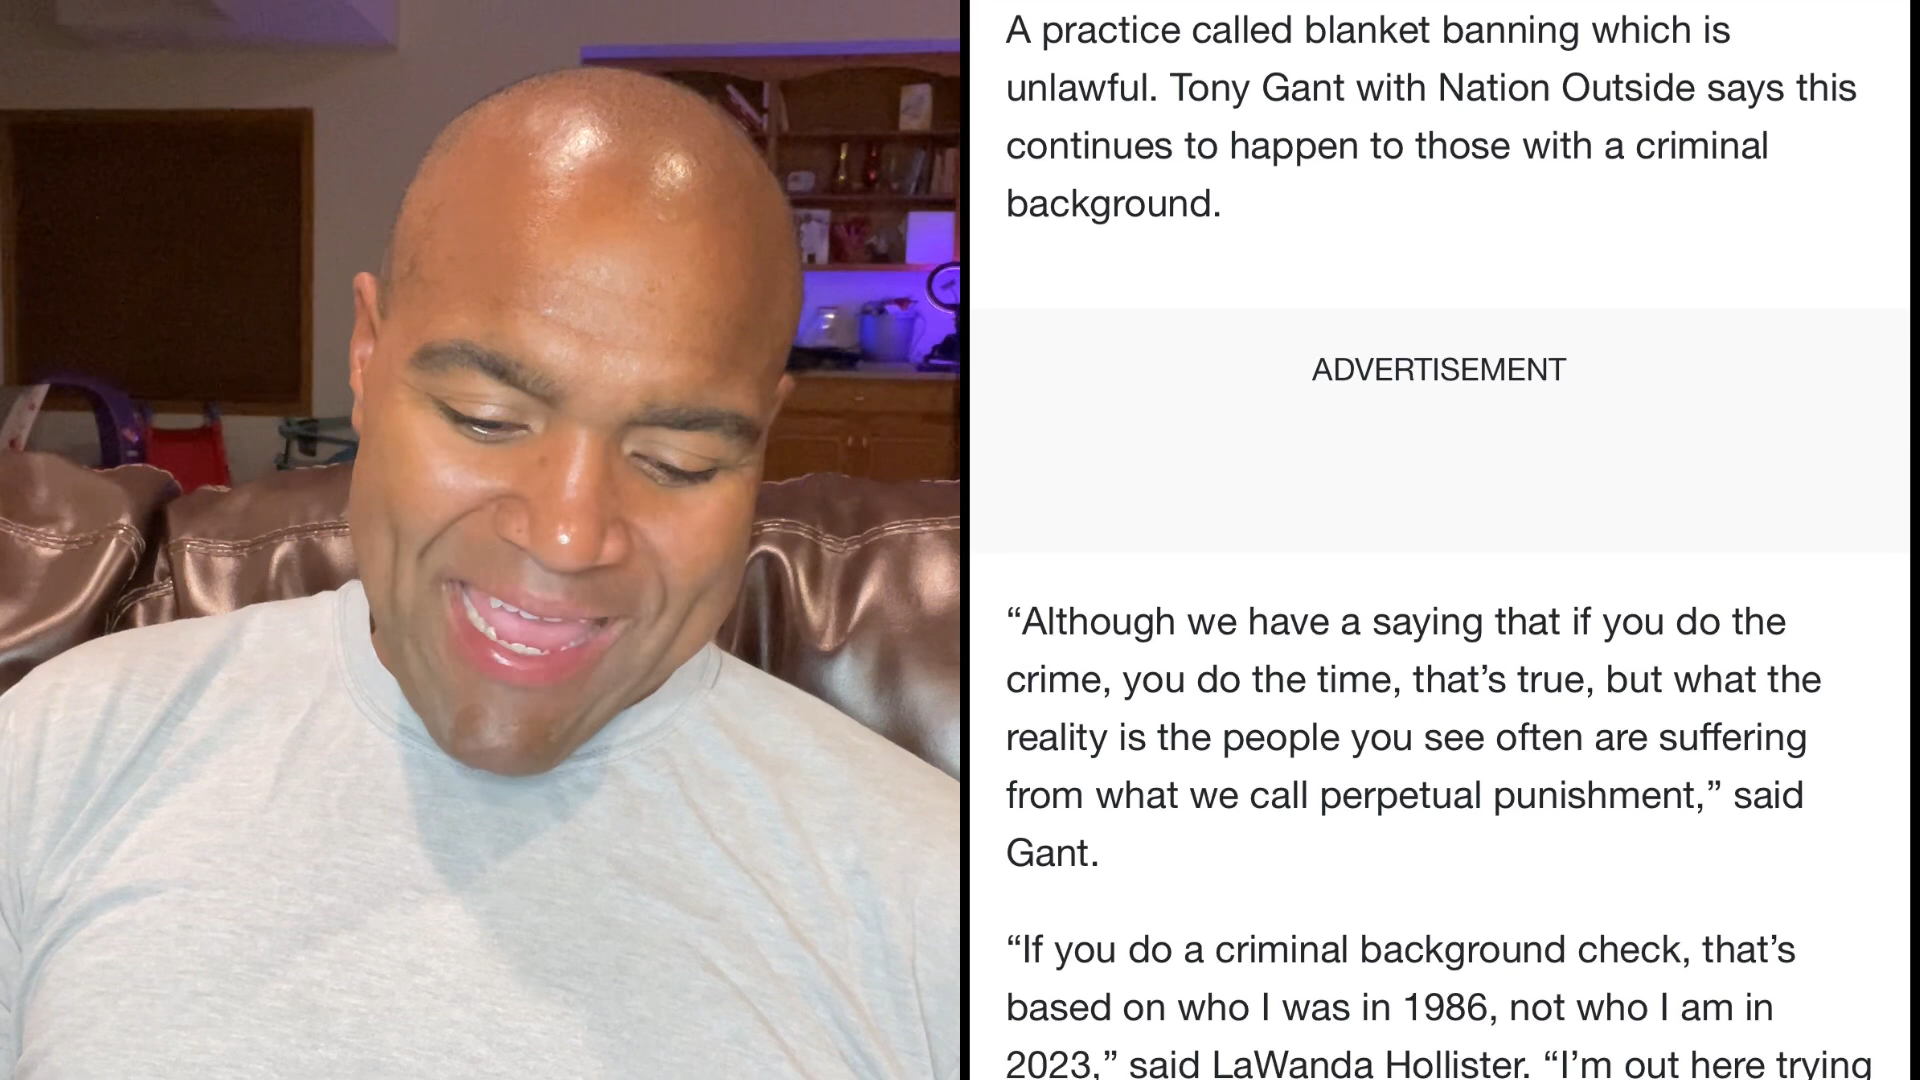 A practice called blanket banning which is
unlawful. Tony Gant with Nation Outside says this
continues to happen to those with a criminal
background.
ADVERTISEMENT
“Although we have a saying that if you do the
crime, you do the time, that’s true, but what the
reality is the people you see often are suffering
from what we call perpetual punishment,” said
Gant.
“If you do a criminal background check, that’s
based on who I was in 1986, not who I am in
2023,” said LaWanda Hollister. “I’m out here trying